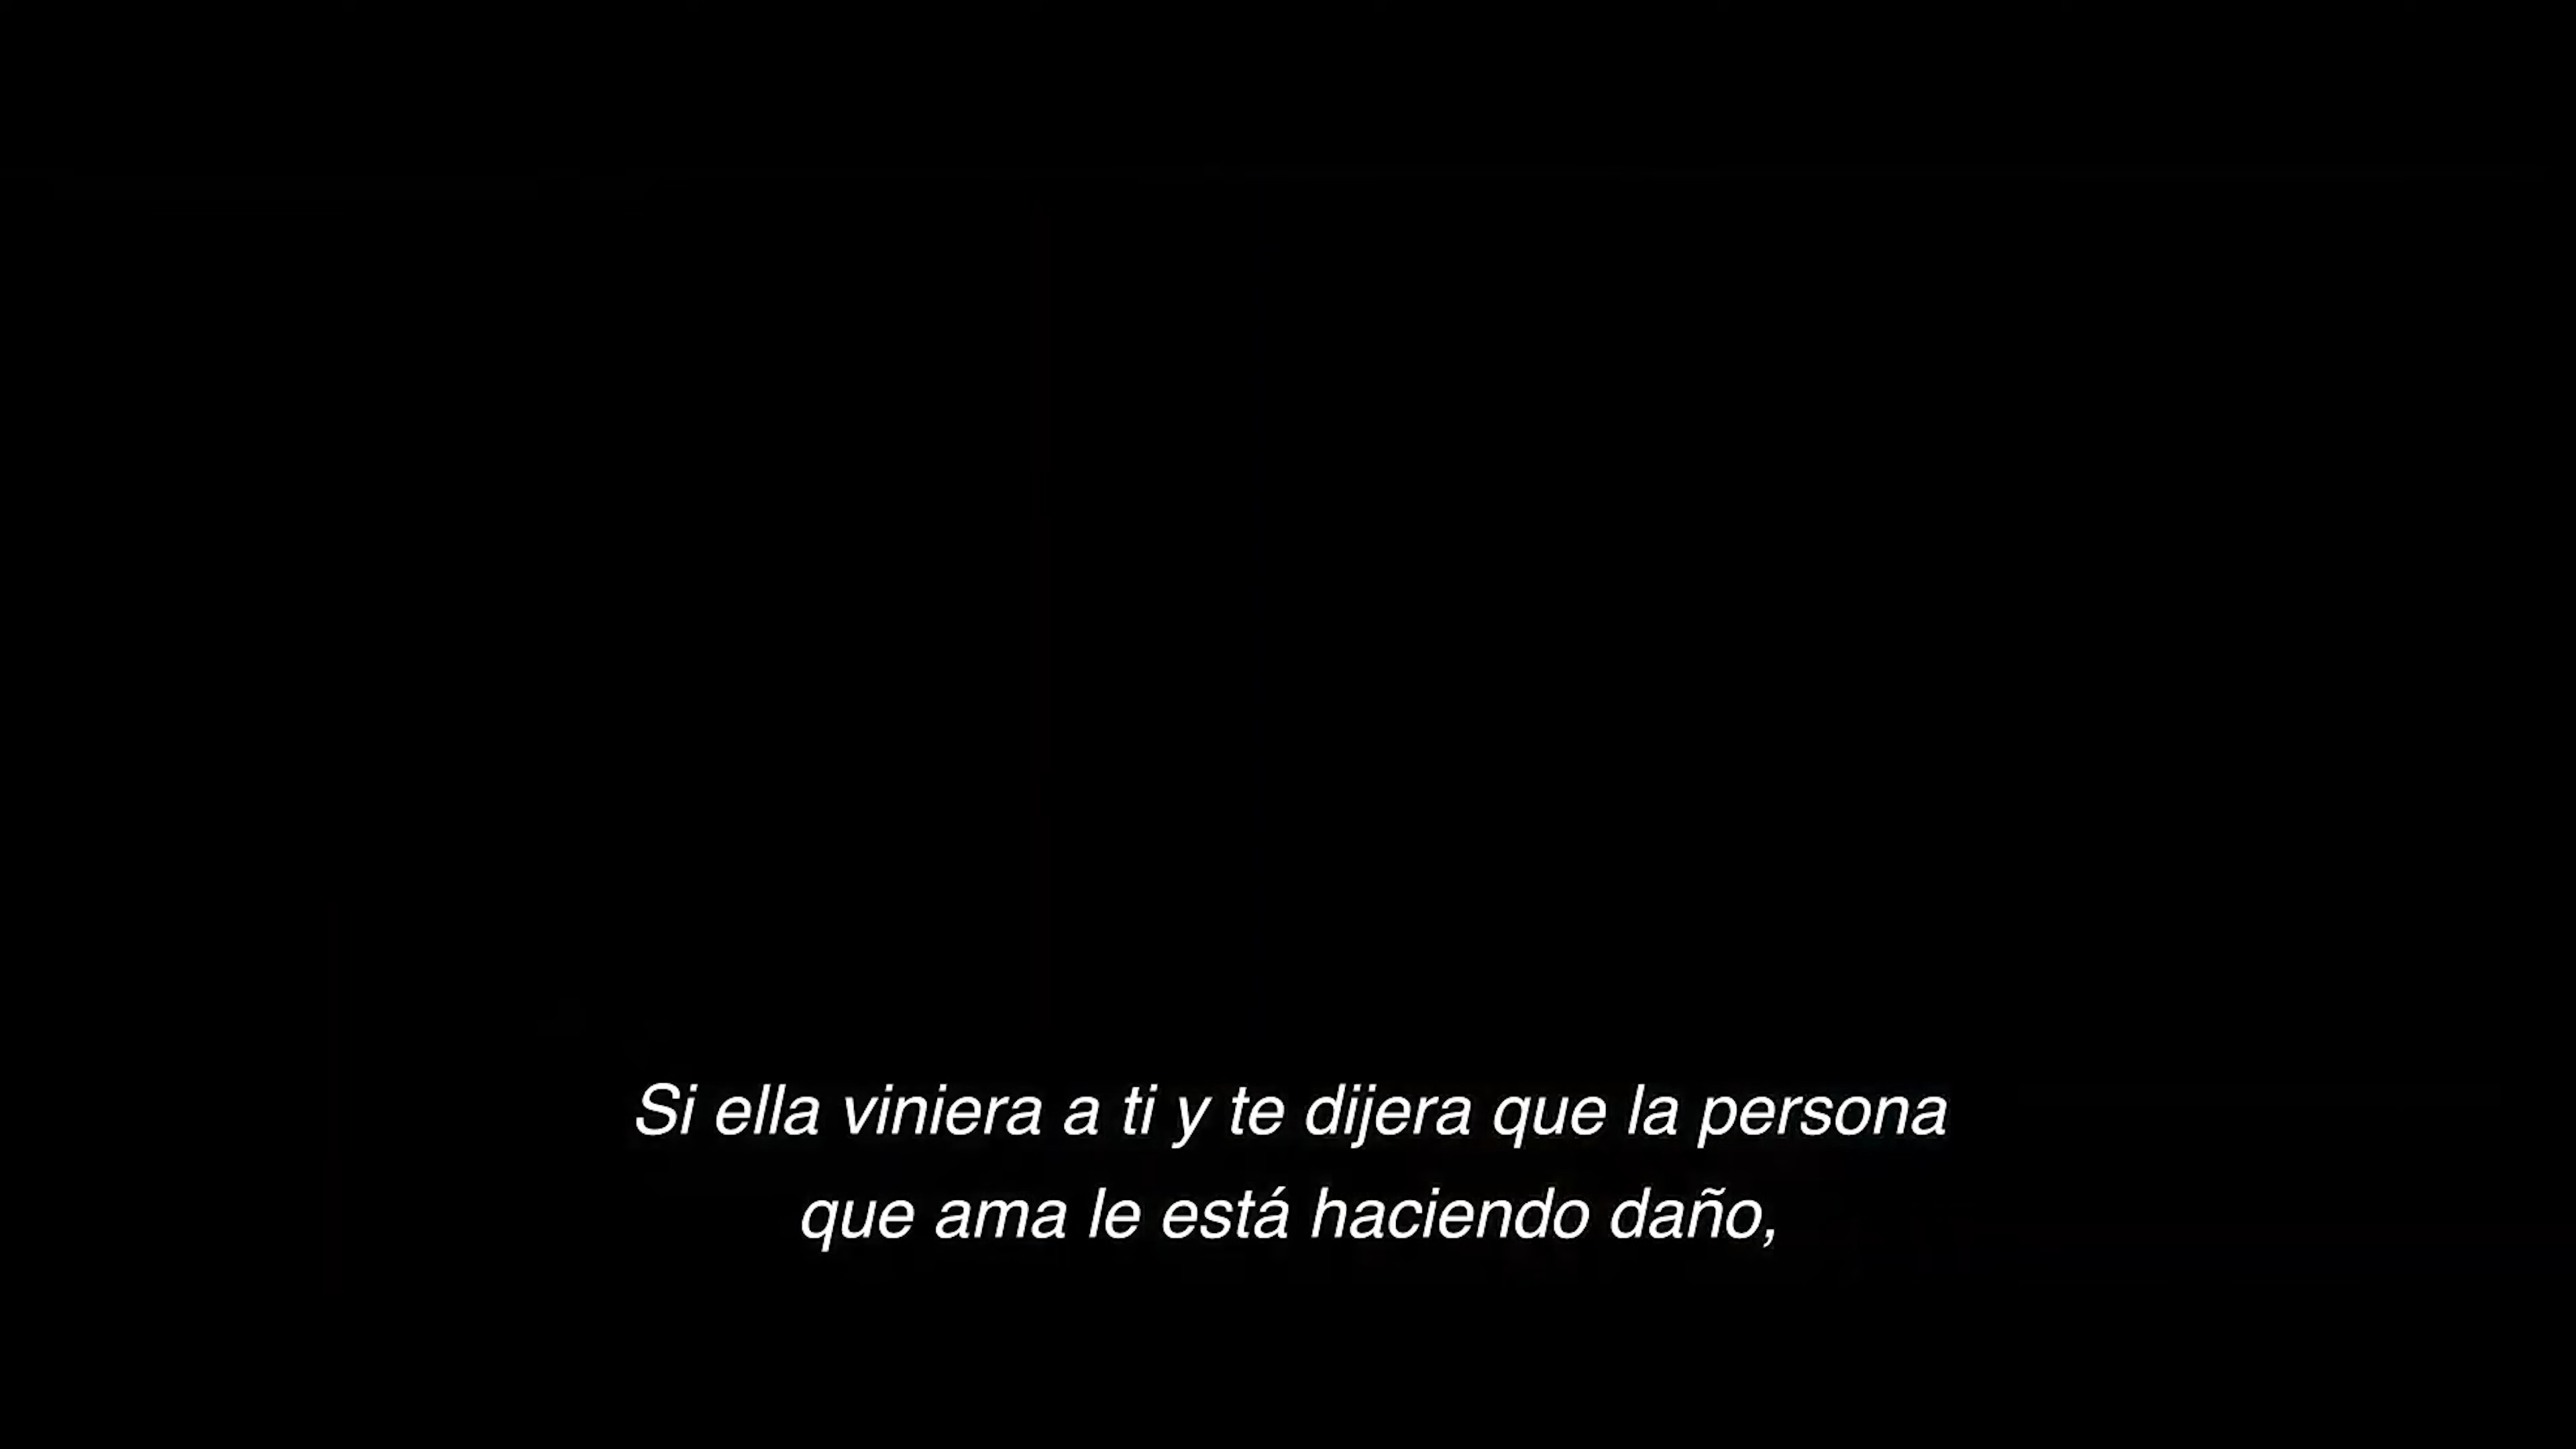 Si ella viniera a ti y te dijera que la persona
que ama le está haciendo daño,